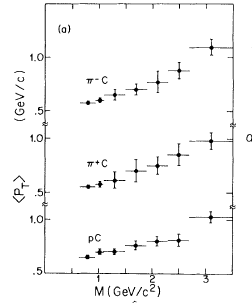 (a)
⟨P_T⟩ (GeV/c)
1.0
π-C
.5
1.0
π+C
.5
1.0
pC
.5
1 2 3
M(GeV/c²)